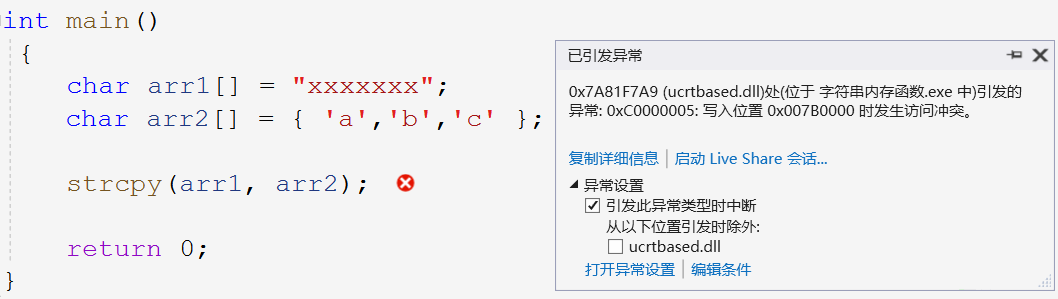 int main()
{
char arr1[] = "xxxxxxx";
char arr2[] = { 'a','b','c' };
strcpy(arr1, arr2);
return 0;
}
已引发异常
0x7A81F7A9 (ucrtbased.dll)处(位于 字符串内存函数.exe 中)引发的
异常: 0xC0000005: 写入位置 0x007B0000 时发生访问冲突。
复制详细信息 | 启动 Live Share 会话...
异常设置
引发此异常类型时中断
从以下位置引发时除外:
ucrtbased.dll
打开异常设置 | 编辑条件